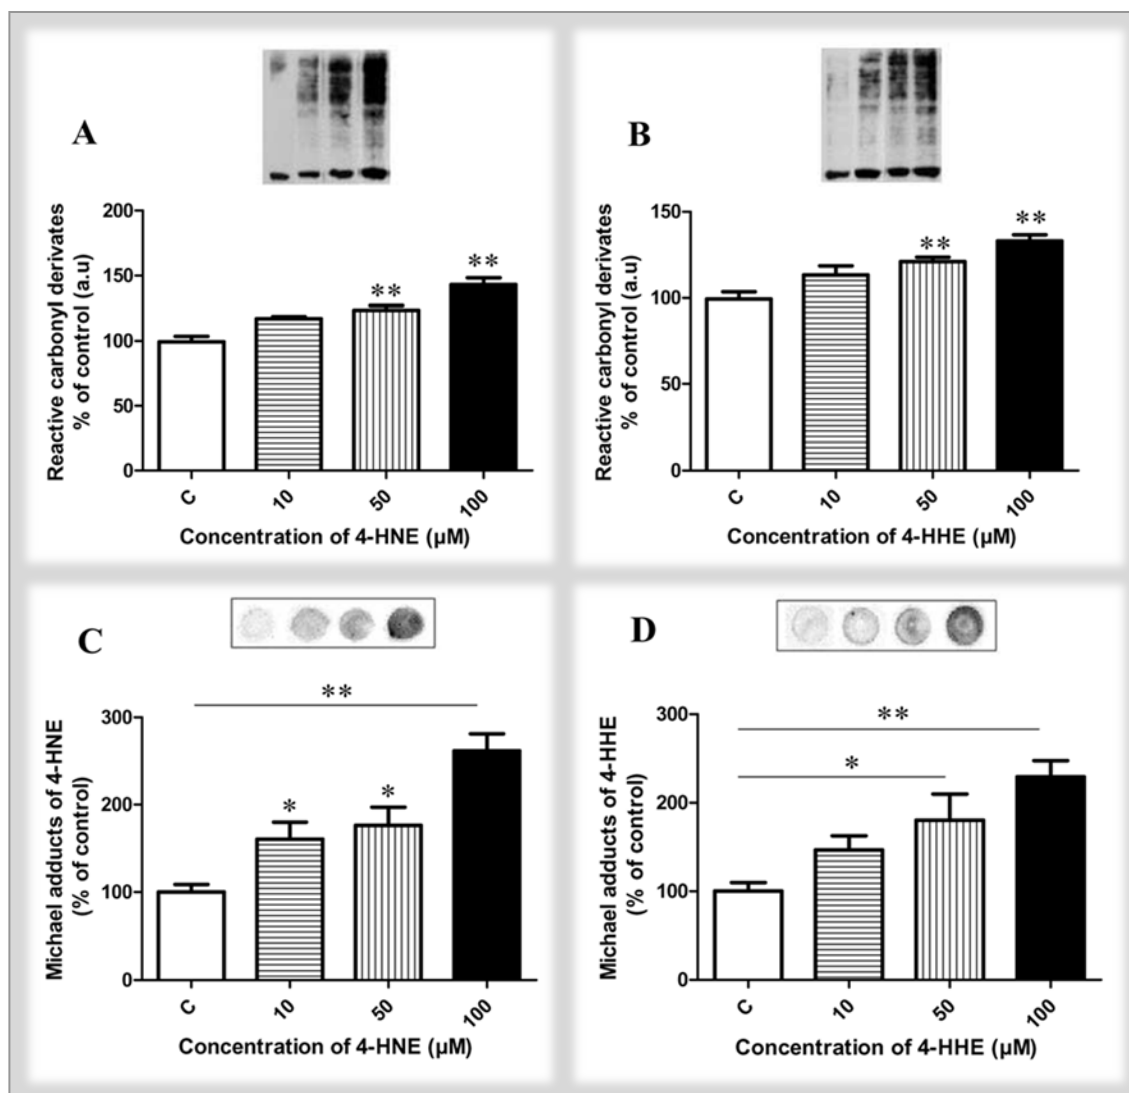 A
Reactive carbonyl derivates
% of control (a.u)
200
150
100
50
0
**
**
C
10
50
100
Concentration of 4-HNE (µM)
B
Reactive carbonyl derivates
% of control (a.u)
150
100
50
0
**
**
C
10
50
100
Concentration of 4-HHE (µM)
C
Michael adducts of 4-HNE
(% of control)
300
200
100
0
**
*
*
C
10
50
100
Concentration of 4-HNE (µM)
D
Michael adducts of 4-HHE
(% of control)
300
200
100
0
**
*
C
10
50
100
Concentration of 4-HHE (µM)